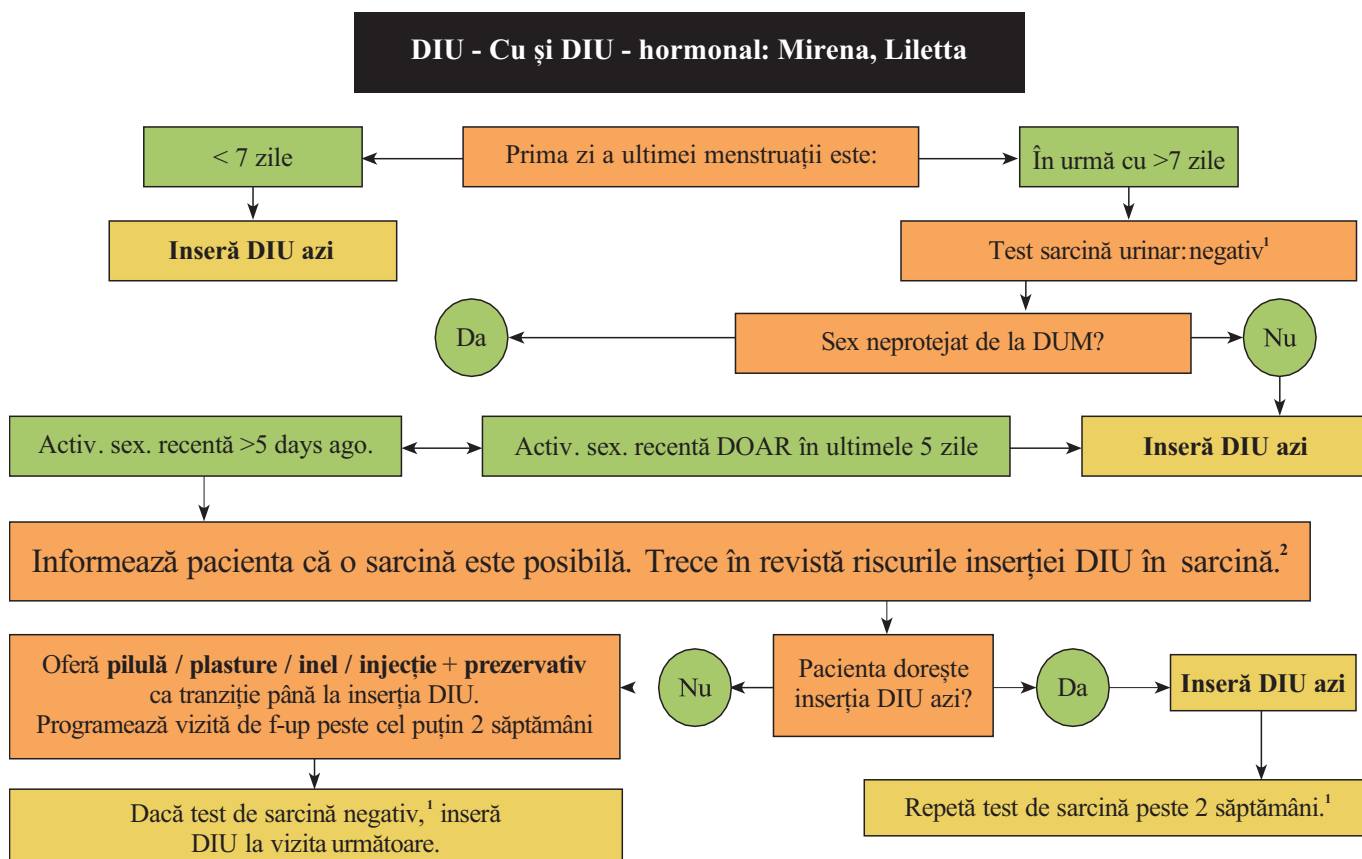 DIU - Cu și DIU - hormonal: Mirena, Liletta
< 7 zile
Prima zi a ultimei menstruații este:
În urmă cu >7 zile
Inseră DIU azi
Test sarcină urinar:negativ¹
Da
Sex neprotejat de la DUM?
Nu
Activ. sex. recentă >5 days ago.
Activ. sex. recentă DOAR în ultimele 5 zile
Inseră DIU azi
Informează pacienta că o sarcină este posibilă. Trece în revistă riscurile inserției DIU în sarcină.²
Oferă pilulă / plasture / inel / injecție + prezervativ
ca tranziție până la inserția DIU.
Programează vizită de f-up peste cel puțin 2 săptămâni
Nu
Pacienta dorește
inserția DIU azi?
Da
Inseră DIU azi
Dacă test de sarcină negativ,¹ inseră
DIU la vizita următoare.
Repetă test de sarcină peste 2 săptămâni.¹